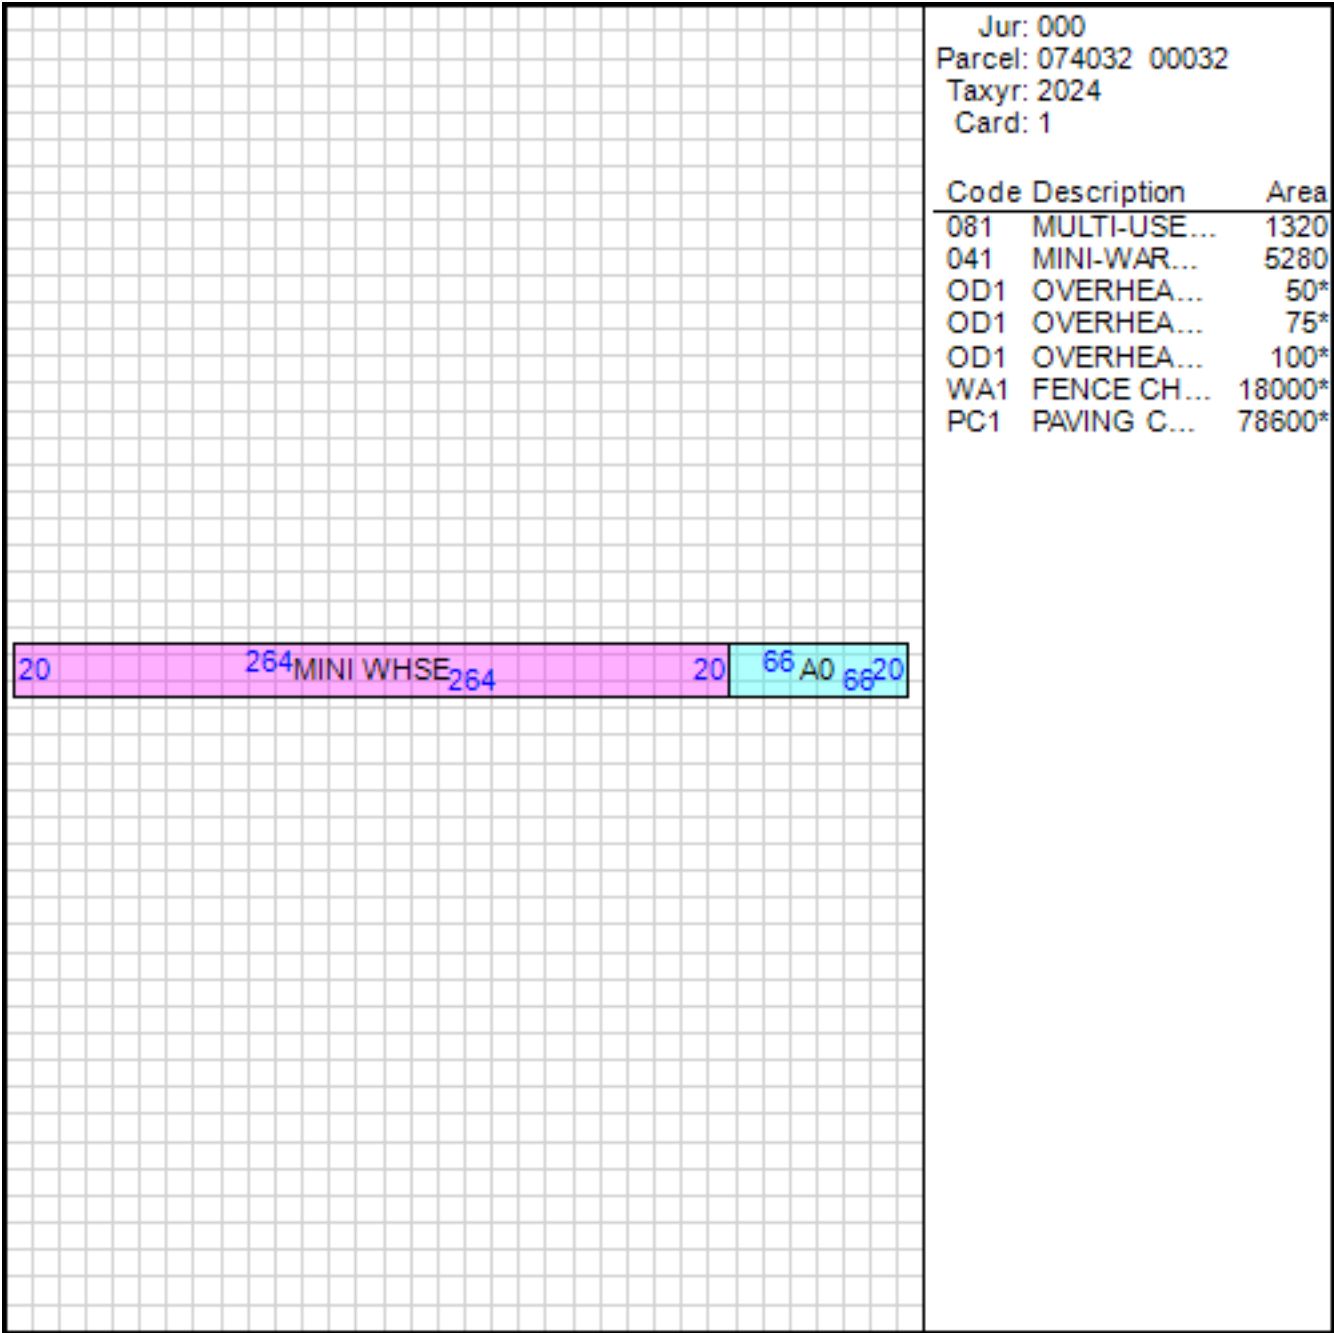 Jur: 000
Parcel: 074032 00032
Taxyr: 2024
Card: 1
Code Description Area
081 MULTI-USE... 1320
041 MINI-WAR... 5280
OD1 OVERHEA... 50*
OD1 OVERHEA... 75*
OD1 OVERHEA... 100*
WA1 FENCE CH... 18000*
PC1 PAVING C... 78600*
20 264 MINI WHSE 264 20 66 A0 66 20